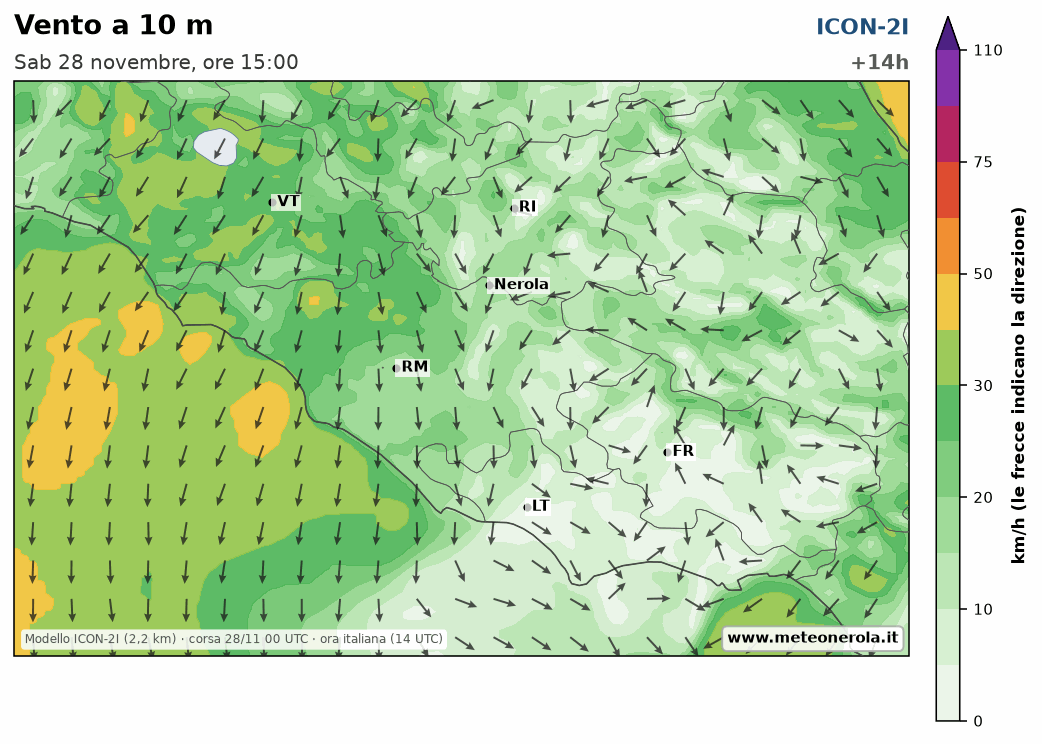 Vento a 10 m
ICON-2I
Sab 28 novembre, ore 15:00
+14h
VT
RI
Nerola
RM
FR
LT
Modello ICON-2I (2,2 km) · corsa 28/11 00 UTC · ora italiana (14 UTC)
www.meteonerola.it
110
75
50
30
20
10
0
km/h (le frecce indicano la direzione)